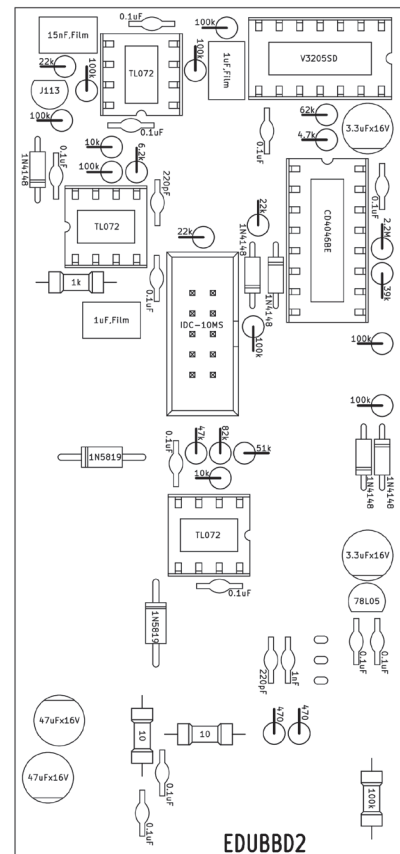 0.1uF
15nF,Film
100k
22k
TL072
100k
1uF,Film
V3205SD
J113
100k
100k
0.1uF
62k
3.3uFx16V
4.7k
0.1uF
10k
6.2k
1N4148
0.1uF
100k
220pF
TL072
CD4046BE
0.1uF
22k
2.2M
22k
1N4148
1N4148
39k
1k
0.1uF
1uF,Film
IDC-10MS
100k
100k
100k
47k
82k
0.1uF
51k
1N5819
10k
1N4148
1N4148
TL072
3.3uFx16V
0.1uF
78L05
1N5819
0.1uF
0.1uF
220pF
1nF
47uFx16V
470
470
10
10
47uFx16V
0.1uF
100k
0.1uF
EDUBBD2